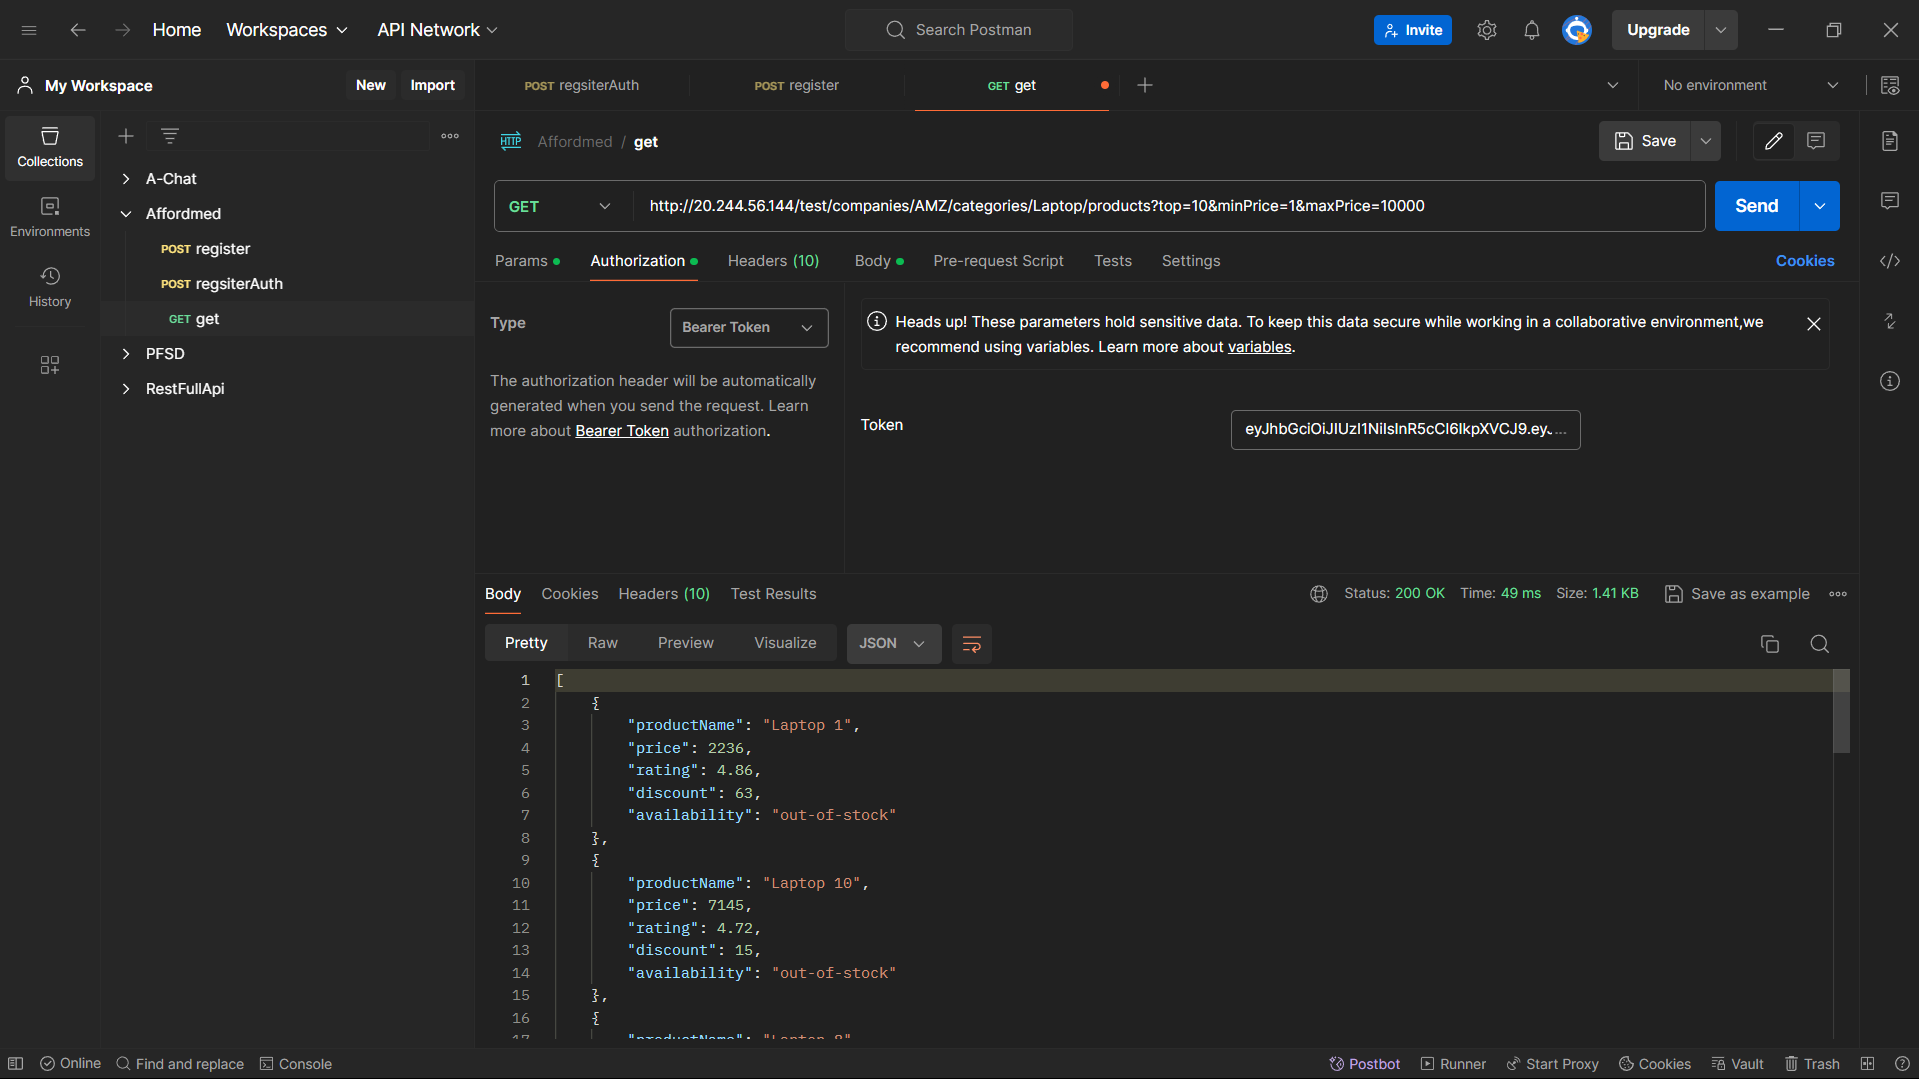 Home Workspaces API Network Search Postman Invite Upgrade
My Workspace New Import POST regsiterAuth POST register GET get No environment
Collections
Environments
History
A-Chat
Affordmed
POST register
POST regsiterAuth
GET get
PFSD
RestFullApi
HTTP Affordmed / get Save
GET http://20.244.56.144/test/companies/AMZ/categories/Laptop/products?top=10&minPrice=1&maxPrice=10000 Send
Params Authorization Headers (10) Body Pre-request Script Tests Settings Cookies
Type Bearer Token
The authorization header will be automatically
generated when you send the request. Learn
more about Bearer Token authorization.
Heads up! These parameters hold sensitive data. To keep this data secure while working in a collaborative environment,we
recommend using variables. Learn more about variables.
Token eyJhbGciOiJIUzI1NiIsInR5cCI6IkpXVCJ9.eyJ...
Body Cookies Headers (10) Test Results Status: 200 OK Time: 49 ms Size: 1.41 KB Save as example
Pretty Raw Preview Visualize JSON
1 [
2 {
3 "productName": "Laptop 1",
4 "price": 2236,
5 "rating": 4.86,
6 "discount": 63,
7 "availability": "out-of-stock"
8 },
9 {
10 "productName": "Laptop 10",
11 "price": 7145,
12 "rating": 4.72,
13 "discount": 15,
14 "availability": "out-of-stock"
15 },
16 {
17 "productName": "Laptop
Online Find and replace Console Postbot Runner Start Proxy Cookies Vault Trash